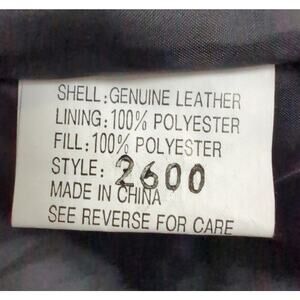 SHELL: GENUINE LEATHER
LINING: 100% POLYESTER
FILL: 100% POLYESTER
STYLE: 2600
MADE IN CHINA
SEE REVERSE FOR CARE